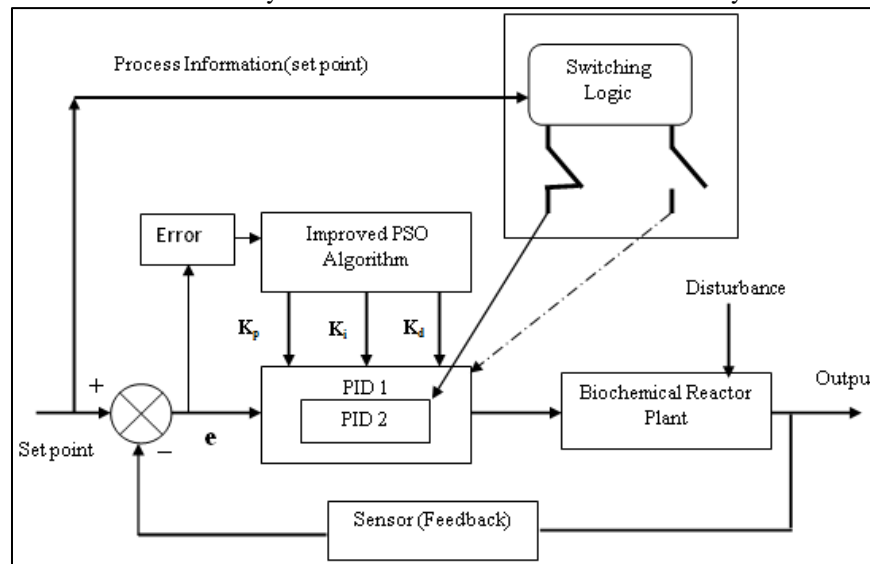 Process Information(set point)
Switching
Logic
Error
Improved PSO
Algorithm
Disturbance
Kp
Ki
Kd
PID 1
PID 2
Biochemical Reactor
Plant
Output
+
Set point
−
e
Sensor (Feedback)